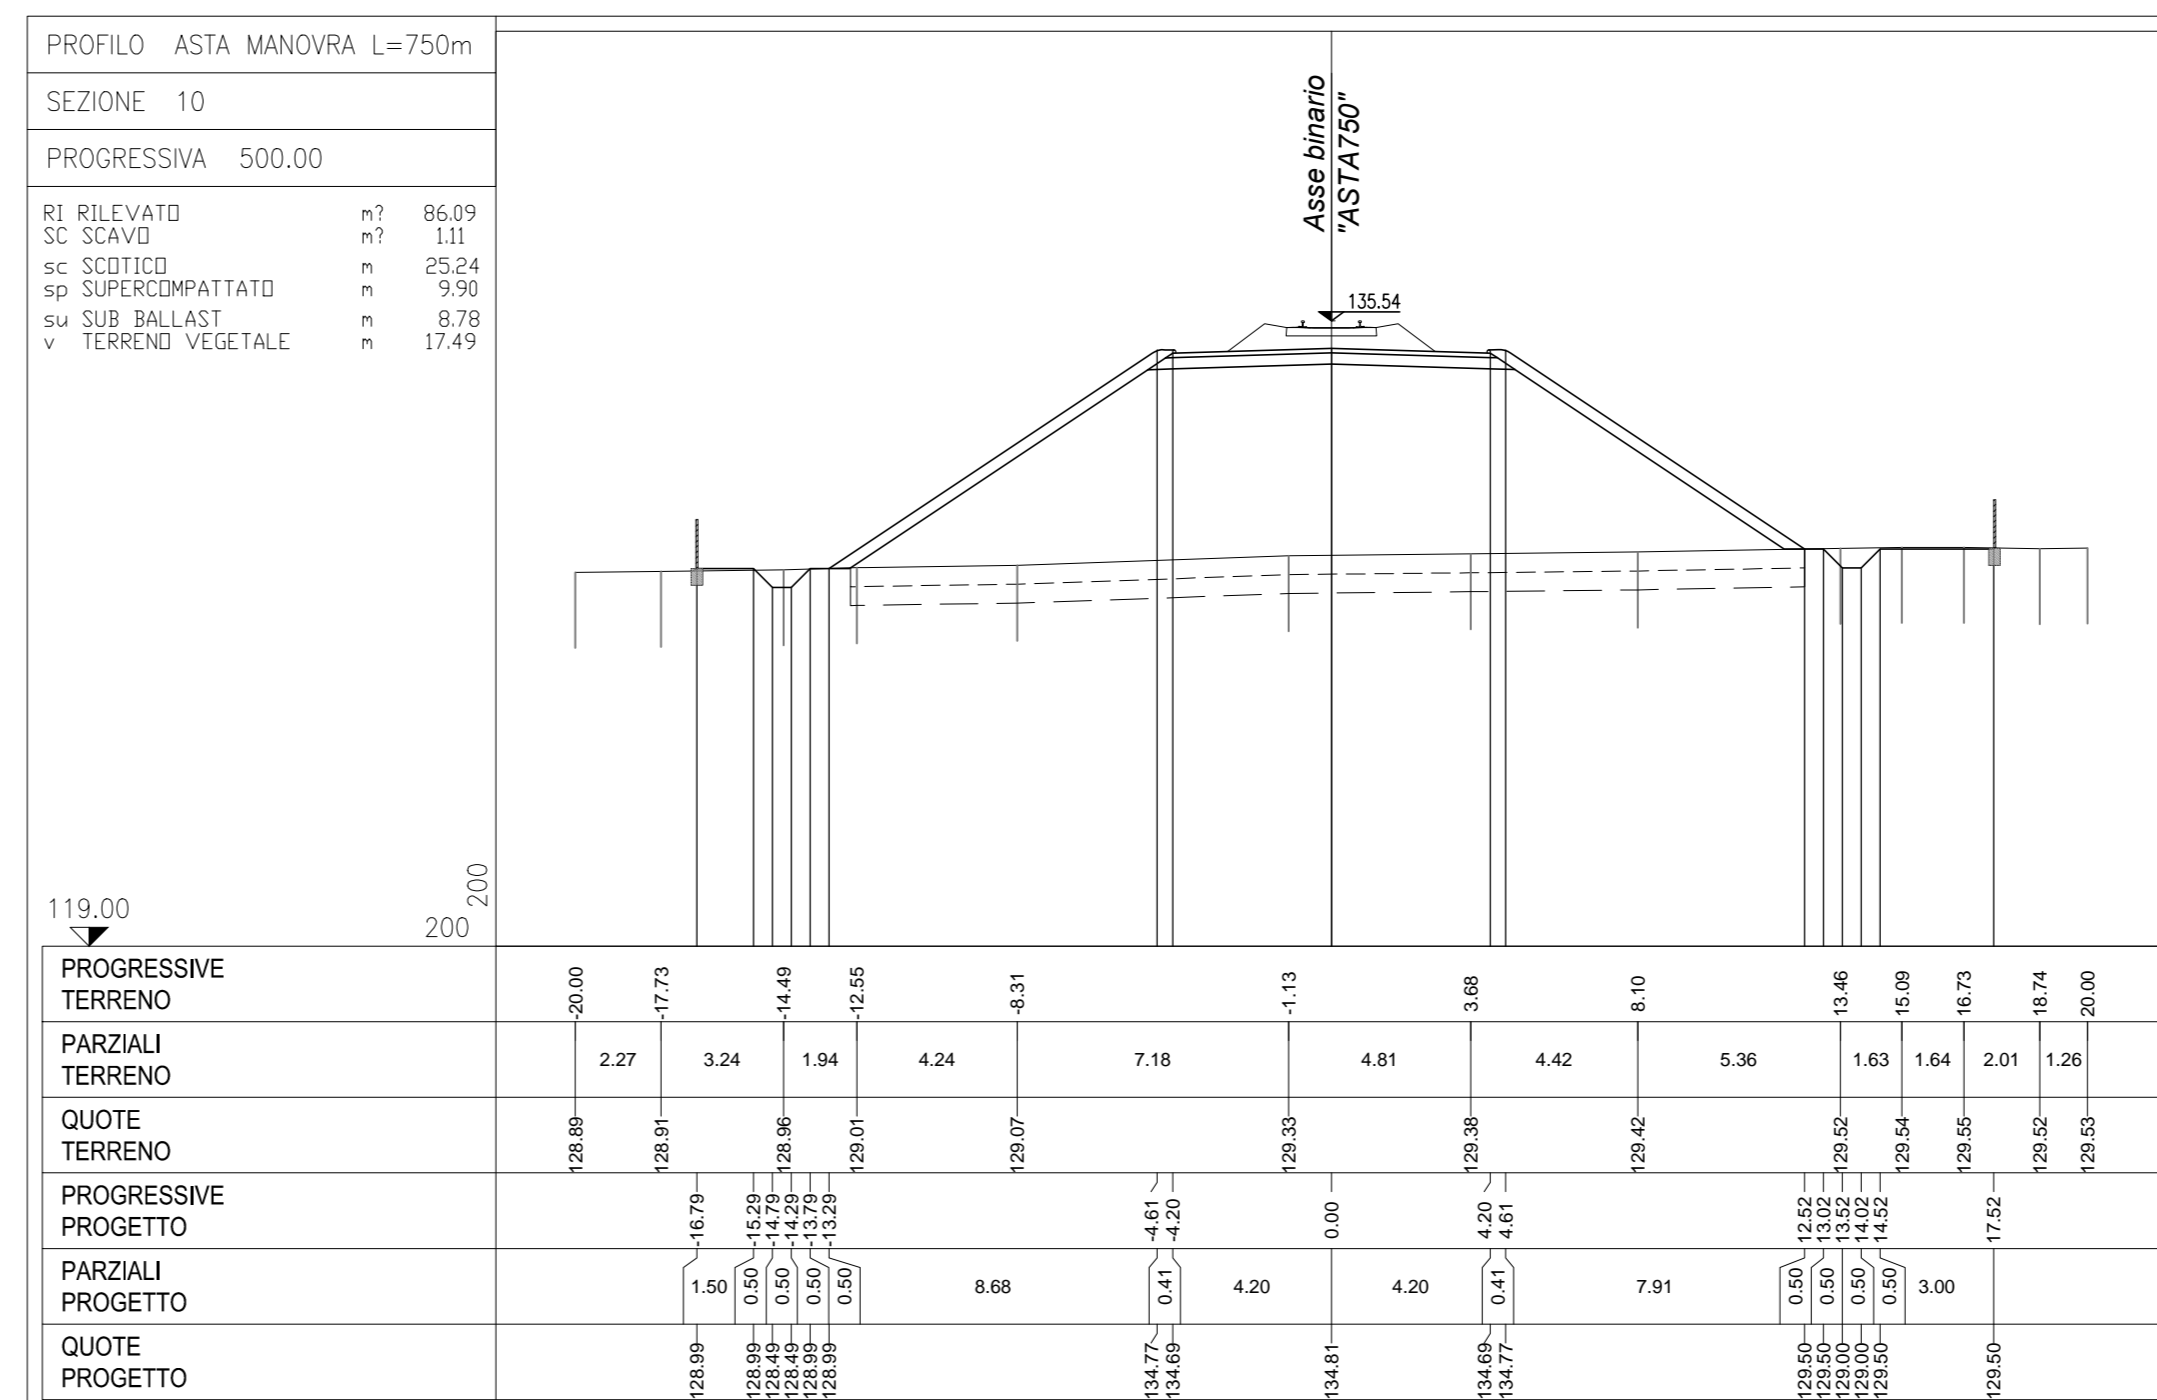 PROFILO ASTA MANOVRA L=750m
SEZIONE 10
PROGRESSIVA 500.00
RI RILEVATO m? 86.09
SC SCAVO m? 1.11
sc SCOTICO m 25.24
sp SUPERCOMPATTATO m 9.90
su SUB BALLAST m 8.78
v TERRENO VEGETALE m 17.49
Asse binario
"ASTA750"
135.54
119.00
200
200
PROGRESSIVE
TERRENO
-20.00 -17.73 -14.49 -12.55 -8.31 -1.13 3.68 8.10 13.46 15.09 16.73 18.74 20.00
PARZIALI
TERRENO
2.27 3.24 1.94 4.24 7.18 4.81 4.42 5.36 1.63 1.64 2.01 1.26
QUOTE
TERRENO
128.89 128.91 128.96 129.01 129.07 129.33 129.38 129.42 129.52 129.54 129.55 129.52 129.53
PROGRESSIVE
PROGETTO
-16.79 -15.29 -14.79 -14.29 -13.79 -13.29 -4.61 -4.20 0.00 4.20 4.61 12.52 13.02 13.52 14.02 14.52 17.52
PARZIALI
PROGETTO
1.50 0.50 0.50 0.50 0.50 8.68 0.41 4.20 4.20 0.41 7.91 0.50 0.50 0.50 0.50 3.00
QUOTE
PROGETTO
128.99 128.99 128.49 128.49 128.99 128.99 134.77 134.69 134.81 134.69 134.77 129.50 129.50 129.00 129.00 129.50 129.50